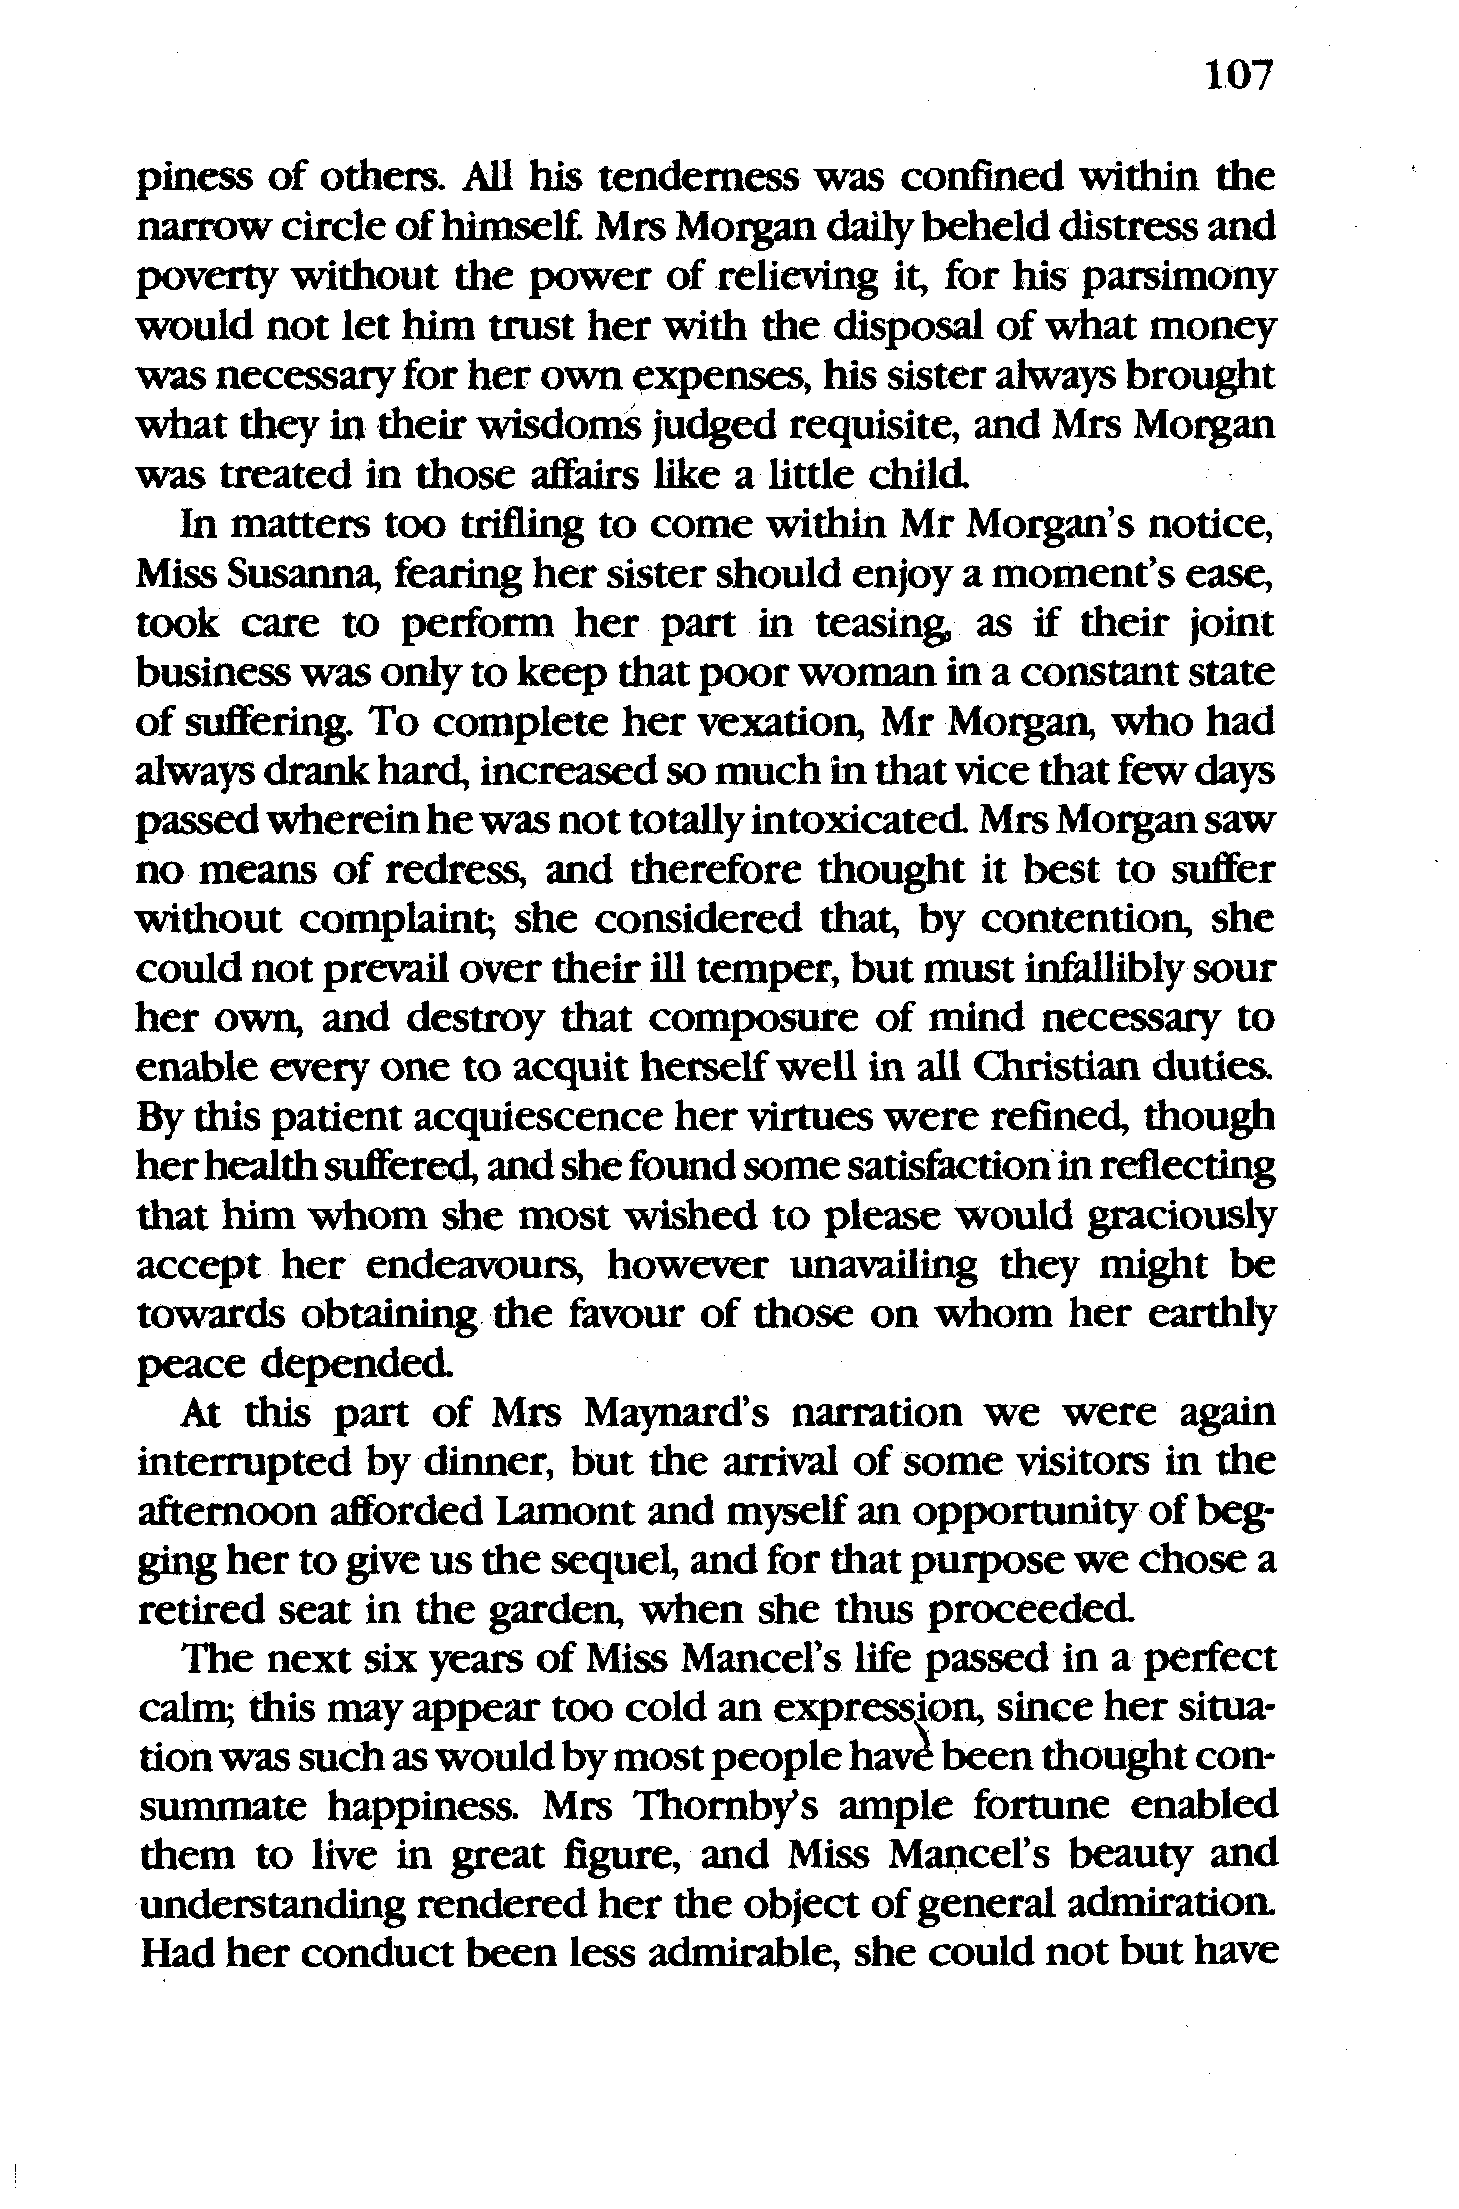 107
piness of others. All his tenderness was confined within the
narrow circle of himself. Mrs Morgan daily beheld distress and
poverty without the power of relieving it, for his parsimony
would not let him trust her with the disposal of what money
was necessary for her own expenses, his sister always brought
what they in their wisdoms judged requisite, and Mrs Morgan
was treated in those affairs like a little child.
In matters too trifling to come within Mr Morgan's notice,
Miss Susanna, fearing her sister should enjoy a moment's ease,
took care to perform her part in teasing, as if their joint
business was only to keep that poor woman in a constant state
of suffering. To complete her vexation, Mr Morgan, who had
always drank hard, increased so much in that vice that few days
passed wherein he was not totally intoxicated. Mrs Morgan saw
no means of redress, and therefore thought it best to suffer
without complaint; she considered that, by contention, she
could not prevail over their ill temper, but must infallibly sour
her own, and destroy that composure of mind necessary to
enable every one to acquit herself well in all Christian duties.
By this patient acquiescence her virtues were refined, though
her health suffered, and she found some satisfaction in reflecting
that him whom she most wished to please would graciously
accept her endeavours, however unavailing they might be
towards obtaining the favour of those on whom her earthly
peace depended.
At this part of Mrs Maynard's narration we were again
interrupted by dinner, but the arrival of some visitors in the
afternoon afforded Lamont and myself an opportunity of beg-
ging her to give us the sequel, and for that purpose we chose a
retired seat in the garden, when she thus proceeded.
The next six years of Miss Mancel's life passed in a perfect
calm; this may appear too cold an expression, since her situa-
tion was such as would by most people have been thought con-
summate happiness. Mrs Thornby's ample fortune enabled
them to live in great figure, and Miss Mancel's beauty and
understanding rendered her the object of general admiration.
Had her conduct been less admirable, she could not but have